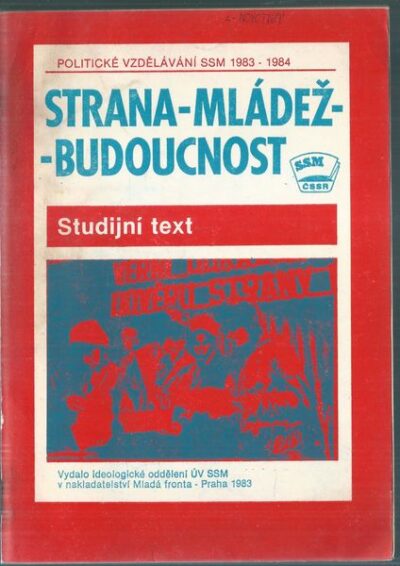 POLITICKÉ VZDĚLÁVÁNÍ SSM 1983 - 1984
STRANA-MLÁDEŽ-
-BUDOUCNOST
SSM
ČSSR
Studijní text
STRANY
Vydalo ideologické oddělení ÚV SSM
v nakladatelství Mladá fronta - Praha 1983